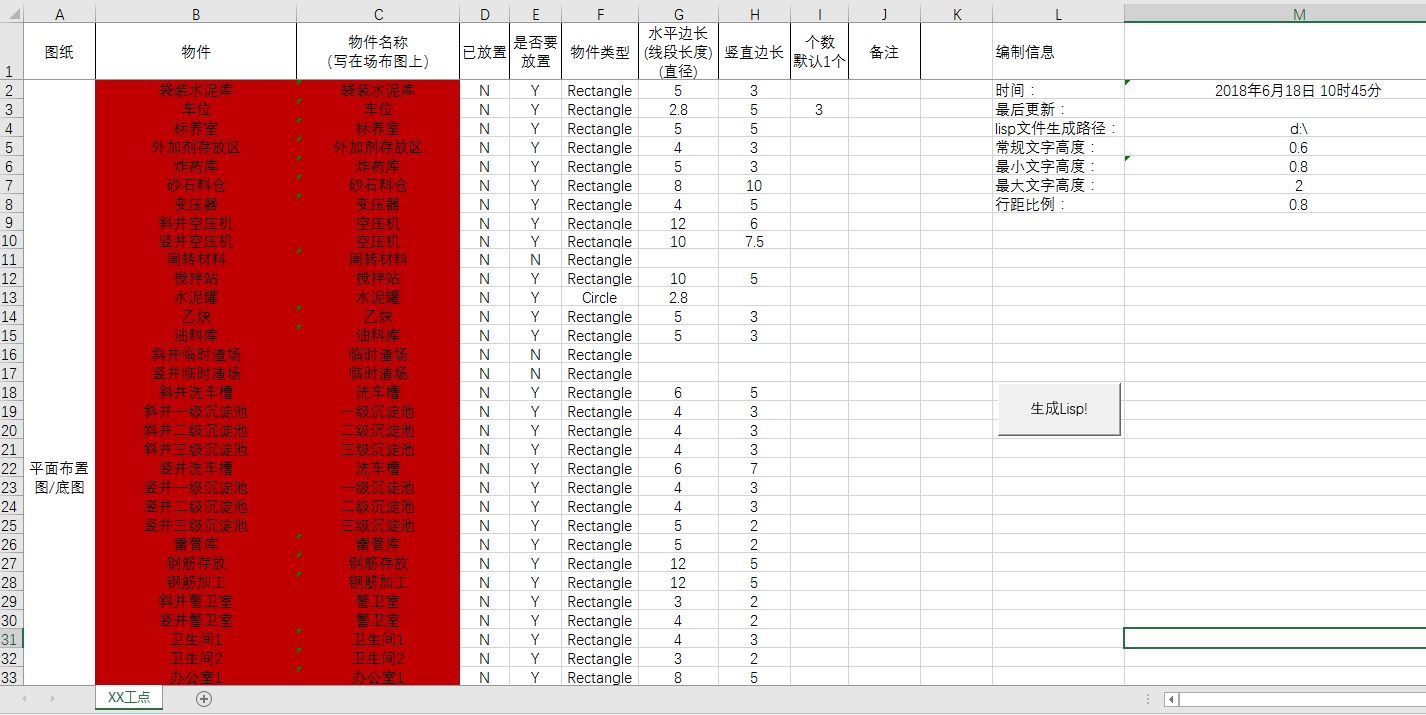 A B C D E F G H I J K L M
1 图纸 物件 物件名称 已放置 是否要 物件类型 水平边长 竖直边长 个数 备注 编制信息
（写在场布图上） 放置 (线段长度) 默认1个
(直径)
2 袋装水泥库 袋装水泥库 N Y Rectangle 5 3 时间： 2018年6月18日 10时45分
3 车位 车位 N Y Rectangle 2.8 5 3 最后更新：
4 标养室 标养室 N Y Rectangle 5 5 lisp文件生成路径： d:\
5 外加剂存放区 外加剂存放区 N Y Rectangle 4 3 常规文字高度： 0.6
6 炸药库 炸药库 N Y Rectangle 5 3 最小文字高度： 0.8
7 砂石料仓 砂石料仓 N Y Rectangle 8 10 最大文字高度： 2
8 变压器 变压器 N Y Rectangle 4 5 行距比例： 0.8
9 斜井空压机 空压机 N Y Rectangle 12 6
10 竖井空压机 空压机 N Y Rectangle 10 7.5
11 周转材料 周转材料 N N Rectangle
12 搅拌站 搅拌站 N Y Rectangle 10 5
13 水泥罐 水泥罐 N Y Circle 2.8
14 乙炔 乙炔 N Y Rectangle 5 3
15 油料库 油料库 N Y Rectangle 5 3
16 斜井临时渣场 临时渣场 N N Rectangle
17 竖井临时渣场 临时渣场 N N Rectangle
18 斜井洗车槽 洗车槽 N Y Rectangle 6 5
19 斜井一级沉淀池 一级沉淀池 N Y Rectangle 4 3 生成Lisp!
20 斜井二级沉淀池 二级沉淀池 N Y Rectangle 4 3
21 斜井三级沉淀池 三级沉淀池 N Y Rectangle 4 3
22 平面布置 竖井洗车槽 洗车槽 N Y Rectangle 6 7
23 图/底图 竖井一级沉淀池 一级沉淀池 N Y Rectangle 4 3
24 竖井二级沉淀池 二级沉淀池 N Y Rectangle 4 3
25 竖井三级沉淀池 三级沉淀池 N Y Rectangle 5 2
26 雷管库 雷管库 N Y Rectangle 5 2
27 钢筋存放 钢筋存放 N Y Rectangle 12 5
28 钢筋加工 钢筋加工 N Y Rectangle 12 5
29 斜井警卫室 警卫室 N Y Rectangle 3 2
30 竖井警卫室 警卫室 N Y Rectangle 4 2
31 卫生间1 卫生间1 N Y Rectangle 4 3
32 卫生间2 卫生间2 N Y Rectangle 3 2
33 办公室1 办公室1 N Y Rectangle 8 5
XX工点